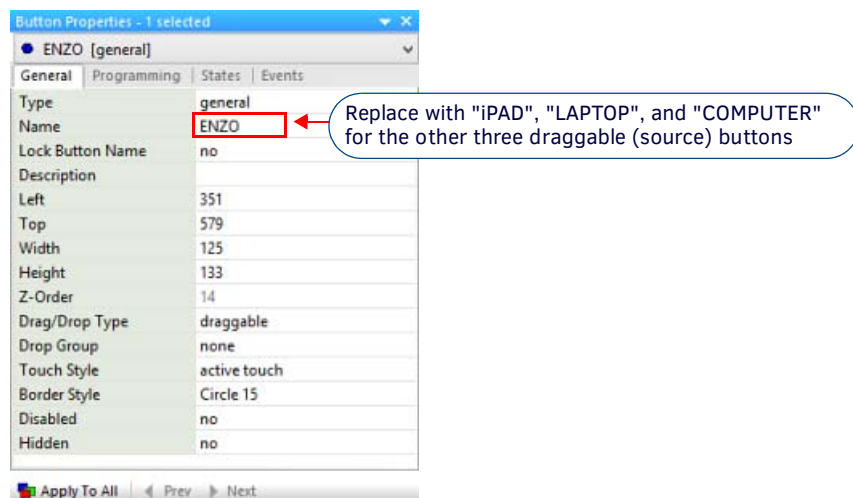 Button Properties - 1 selected
ENZO [general]
General Programming States Events
Type general
Name ENZO
Lock Button Name no
Description
Left 351
Top 579
Width 125
Height 133
Z-Order 14
Drag/Drop Type draggable
Drop Group none
Touch Style active touch
Border Style Circle 15
Disabled no
Hidden no
Apply To All Prev Next
Replace with "iPAD", "LAPTOP", and "COMPUTER"
for the other three draggable (source) buttons